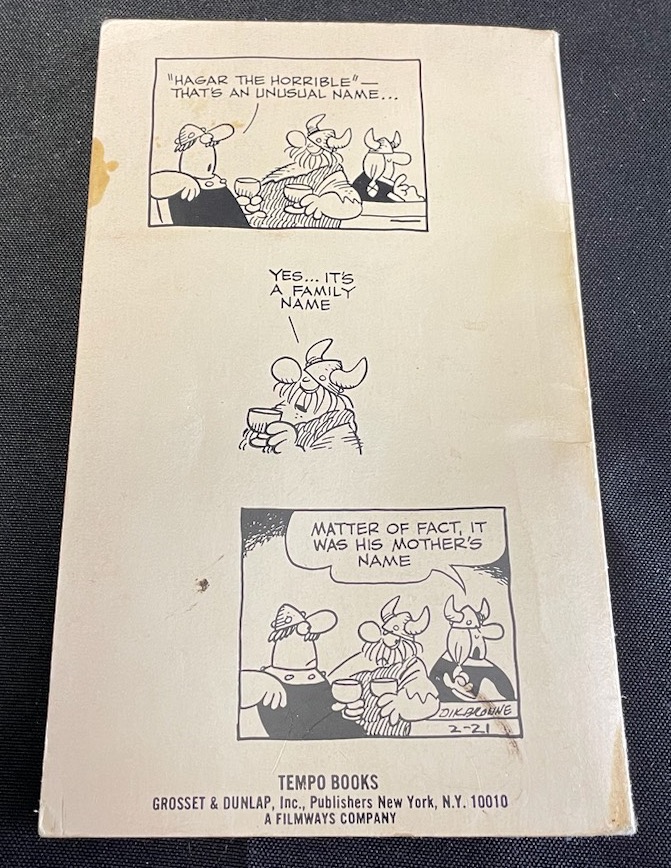 "HAGAR THE HORRIBLE"—
THAT'S AN UNUSUAL NAME...
YES... IT'S
A FAMILY
NAME
MATTER OF FACT, IT
WAS HIS MOTHER'S
NAME
DIK BROWNE
2-21
TEMPO BOOKS
GROSSET & DUNLAP, Inc., Publishers New York, N.Y. 10010
A FILMWAYS COMPANY